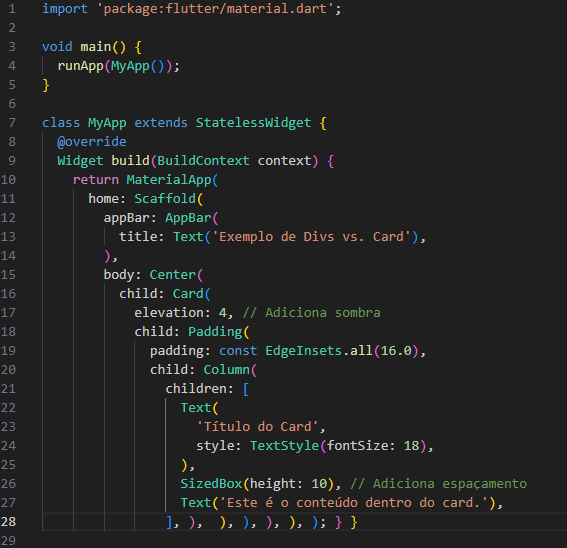 1 import 'package:flutter/material.dart';
2
3 void main() {
4   runApp(MyApp());
5 }
6
7 class MyApp extends StatelessWidget {
8   @override
9   Widget build(BuildContext context) {
10     return MaterialApp(
11       home: Scaffold(
12         appBar: AppBar(
13           title: Text('Exemplo de Divs vs. Card'),
14         ),
15         body: Center(
16           child: Card(
17             elevation: 4, // Adiciona sombra
18             child: Padding(
19               padding: const EdgeInsets.all(16.0),
20               child: Column(
21                 children: [
22                   Text(
23                     'Título do Card',
24                     style: TextStyle(fontSize: 18),
25                   ),
26                   SizedBox(height: 10), // Adiciona espaçamento
27                   Text('Este é o conteúdo dentro do card.'),
28                 ], ),  ), ), ), ), ); } }
29